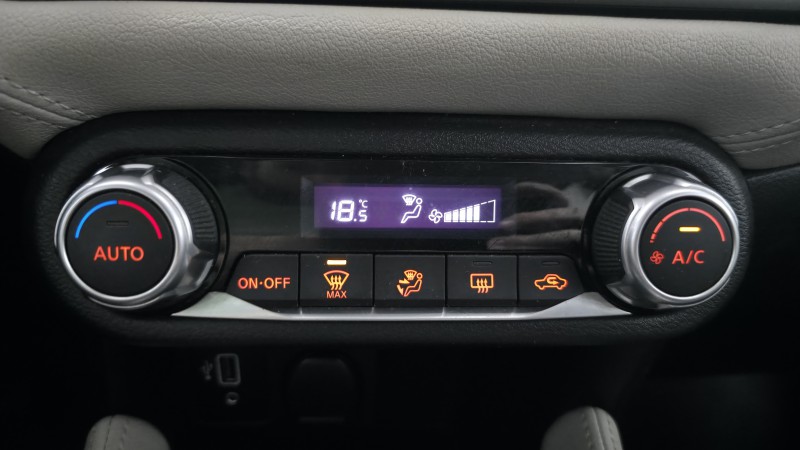 18.5 °C
AUTO
A/C
ON·OFF
MAX